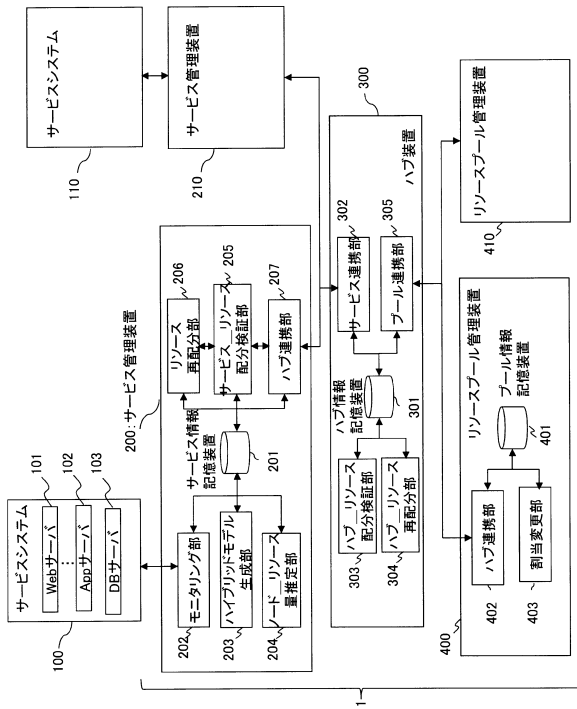 サービスシステム
110
サービス管理装置
210
サービスシステム
Webサーバ
101
Appサーバ
102
DBサーバ
103
100
200:サービス管理装置
リソース
再配分部
206
サービス_リソース
配分検証部
205
ハブ連携部
207
サービス情報
記憶装置
201
モニタリング部
202
ハイブリッドモデル
生成部
203
ノード_リソース
量推定部
204
300
ハブ装置
サービス連携部
302
プール連携部
305
ハブ情報
記憶装置
301
ハブ_リソース
配分検証部
303
ハブ_リソース
再配分部
304
リソースプール管理装置
410
リソースプール管理装置
プール情報
記憶装置
401
ハブ連携部
402
割当変更部
403
400
1